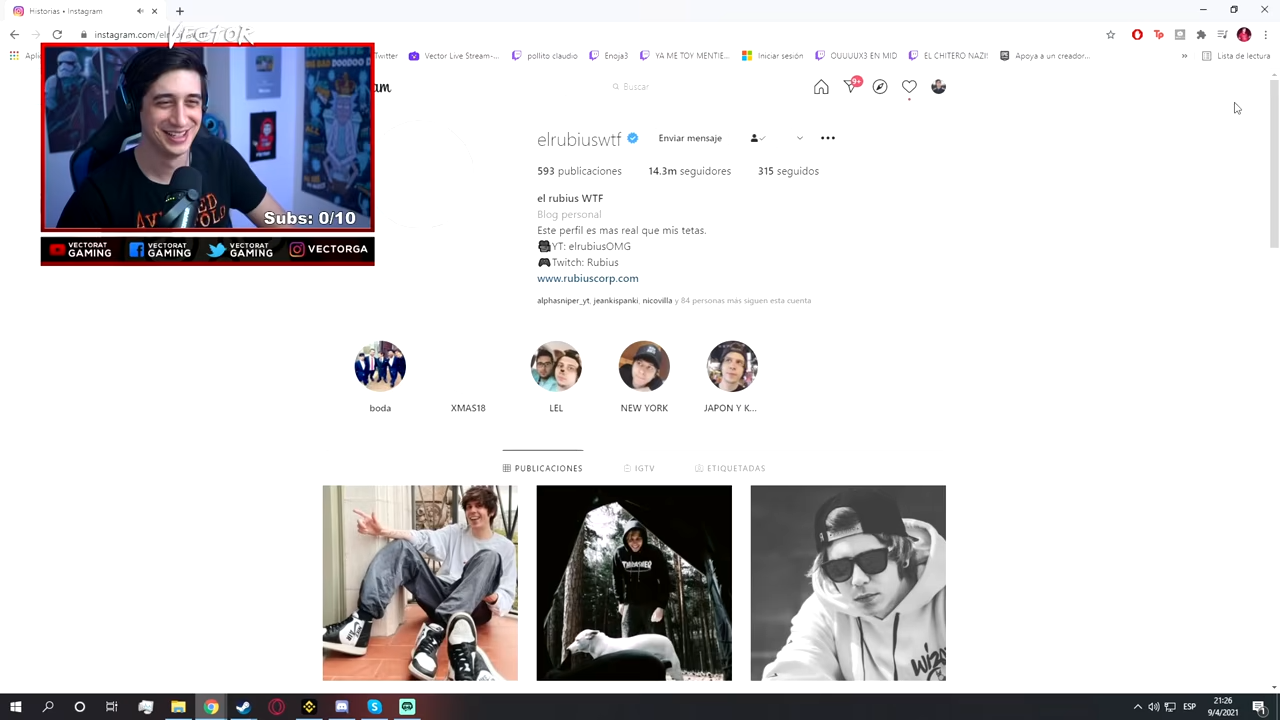 Historias • Instagram
instagram.com/el
VECTOR
Twitter
Vector Live Stream-...
pollito claudio
Enoja3
YA ME TOY MENTIE...
Iniciar sesión
OUUUUX3 EN MID
EL CHITERO NAZI!
Apoya a un creador...
»
Lista de lectura
Buscar
9+
elrubiuswtf
Enviar mensaje
593 publicaciones
14.3m seguidores
315 seguidos
el rubius WTF
Blog personal
Este perfil es mas real que mis tetas.
YT: elrubiusOMG
Twitch: Rubius
www.rubiuscorp.com
alphasniper_yt, jeankispanki, nicovilla y 84 personas más siguen esta cuenta
Subs: 0/10
VECTORAT GAMING
VECTORAT GAMING
VECTORAT GAMING
VECTORGA
boda
XMAS18
LEL
NEW YORK
JAPON Y K...
PUBLICACIONES
IGTV
ETIQUETADAS
THRASHER
ESP
21:26
9/4/2021